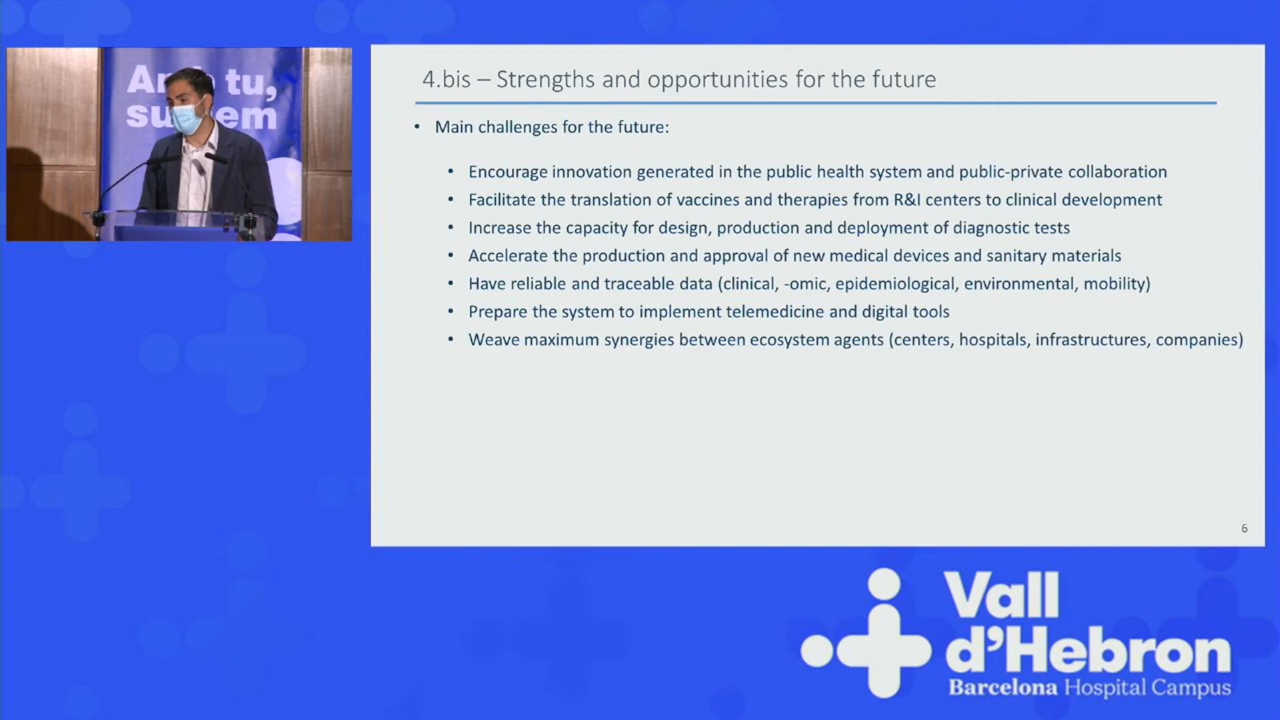 Am tu,
su em
4.bis – Strengths and opportunities for the future
• Main challenges for the future:
• Encourage innovation generated in the public health system and public-private collaboration
• Facilitate the translation of vaccines and therapies from R&I centers to clinical development
• Increase the capacity for design, production and deployment of diagnostic tests
• Accelerate the production and approval of new medical devices and sanitary materials
• Have reliable and traceable data (clinical, -omic, epidemiological, environmental, mobility)
• Prepare the system to implement telemedicine and digital tools
• Weave maximum synergies between ecosystem agents (centers, hospitals, infrastructures, companies)
6
Vall
d’Hebron
Barcelona Hospital Campus